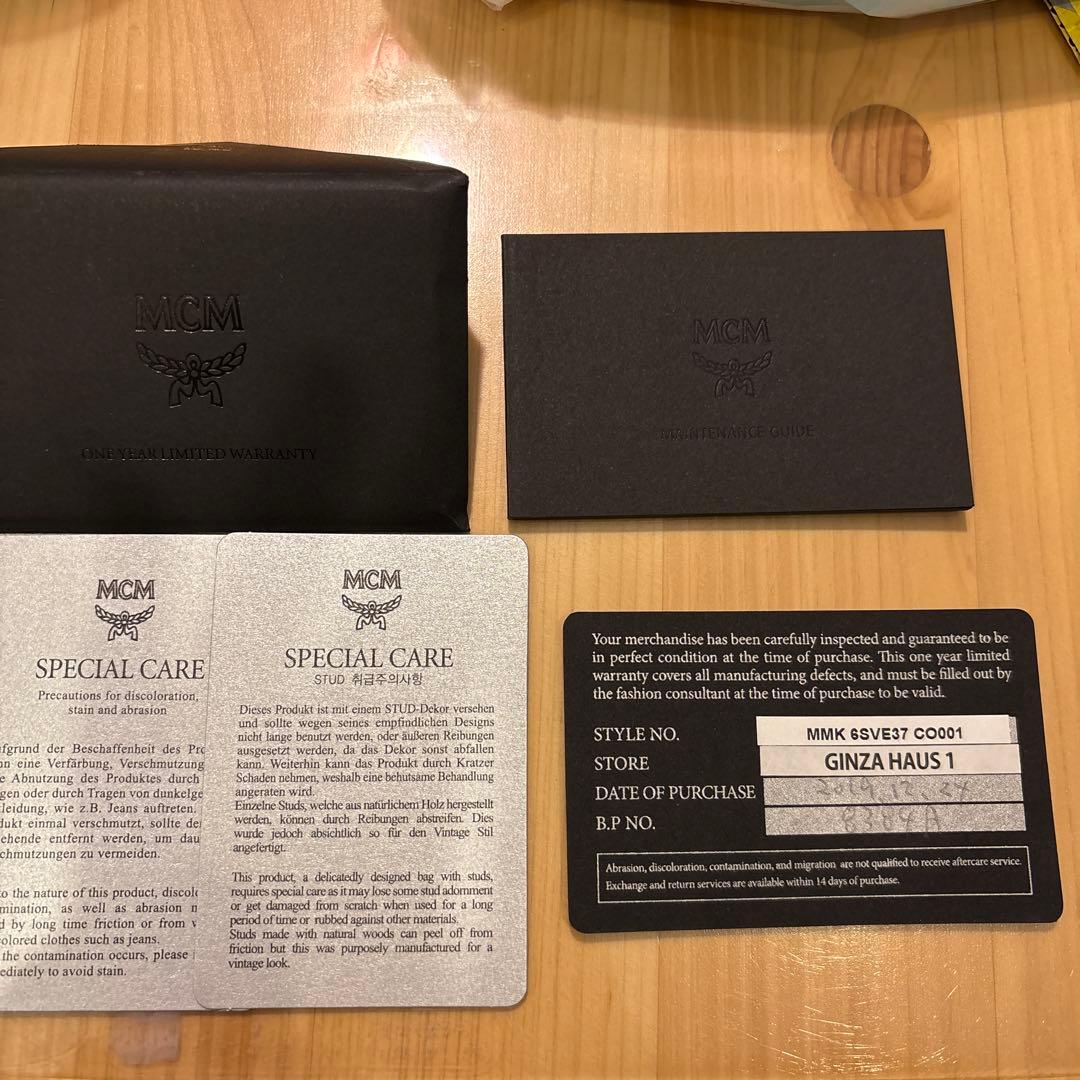 MCM
ONE YEAR LIMITED WARRANTY
MCM
MAINTENANCE GUIDE
MCM
SPECIAL CARE
Precautions for discoloration,
stain and abrasion
fgrund der Beschaffenheit des Pro
nn eine Verfärbung, Verschmutzung
e Abnutzung des Produktes durch
gen oder durch Tragen von dunkelge
leidung, wie z.B. Jeans auftreten.
dukt einmal verschmutzt, sollte de
ehende entfernt werden, um dau
chmutzungen zu vermeiden.
to the nature of this product, discol
mination, as well as abrasion
d by long time friction or from
olored clothes such as jeans.
the contamination occurs, please
ediately to avoid stain.
MCM
SPECIAL CARE
STUD 취급주의사항
Dieses Produkt ist mit einem STUD-Dekor versehen
und sollte wegen seines empfindlichen Designs
nicht lange benutzt werden, oder äußeren Reibungen
ausgesetzt werden, da das Dekor sonst abfallen
kann. Weiterhin kann das Produkt durch Kratzer
Schaden nehmen, weshalb eine behutsame Behandlung
angeraten wird.
Einzelne Studs, welche aus natürlichem Holz hergestellt
werden, können durch Reibungen abstreifen. Dies
wurde jedoch absichtlich so für den Vintage Stil
angefertigt.
This product, a delicatedly designed bag with studs,
requires special care as it may lose some stud adornment
or get damaged from scratch when used for a long
period of time or rubbed against other materials.
Studs made with natural woods can peel off from
friction but this was purposely manufactured for a
vintage look.
Your merchandise has been carefully inspected and guaranteed to be
in perfect condition at the time of purchase. This one year limited
warranty covers all manufacturing defects, and must be filled out by
the fashion consultant at the time of purchase to be valid.
STYLE NO. MMK 6SVE37 CO001
STORE GINZA HAUS 1
DATE OF PURCHASE 2019.12.24
B.P NO. 8384A
Abrasion, discoloration, contamination, and migration are not qualified to receive aftercare service.
Exchange and return services are available within 14 days of purchase.